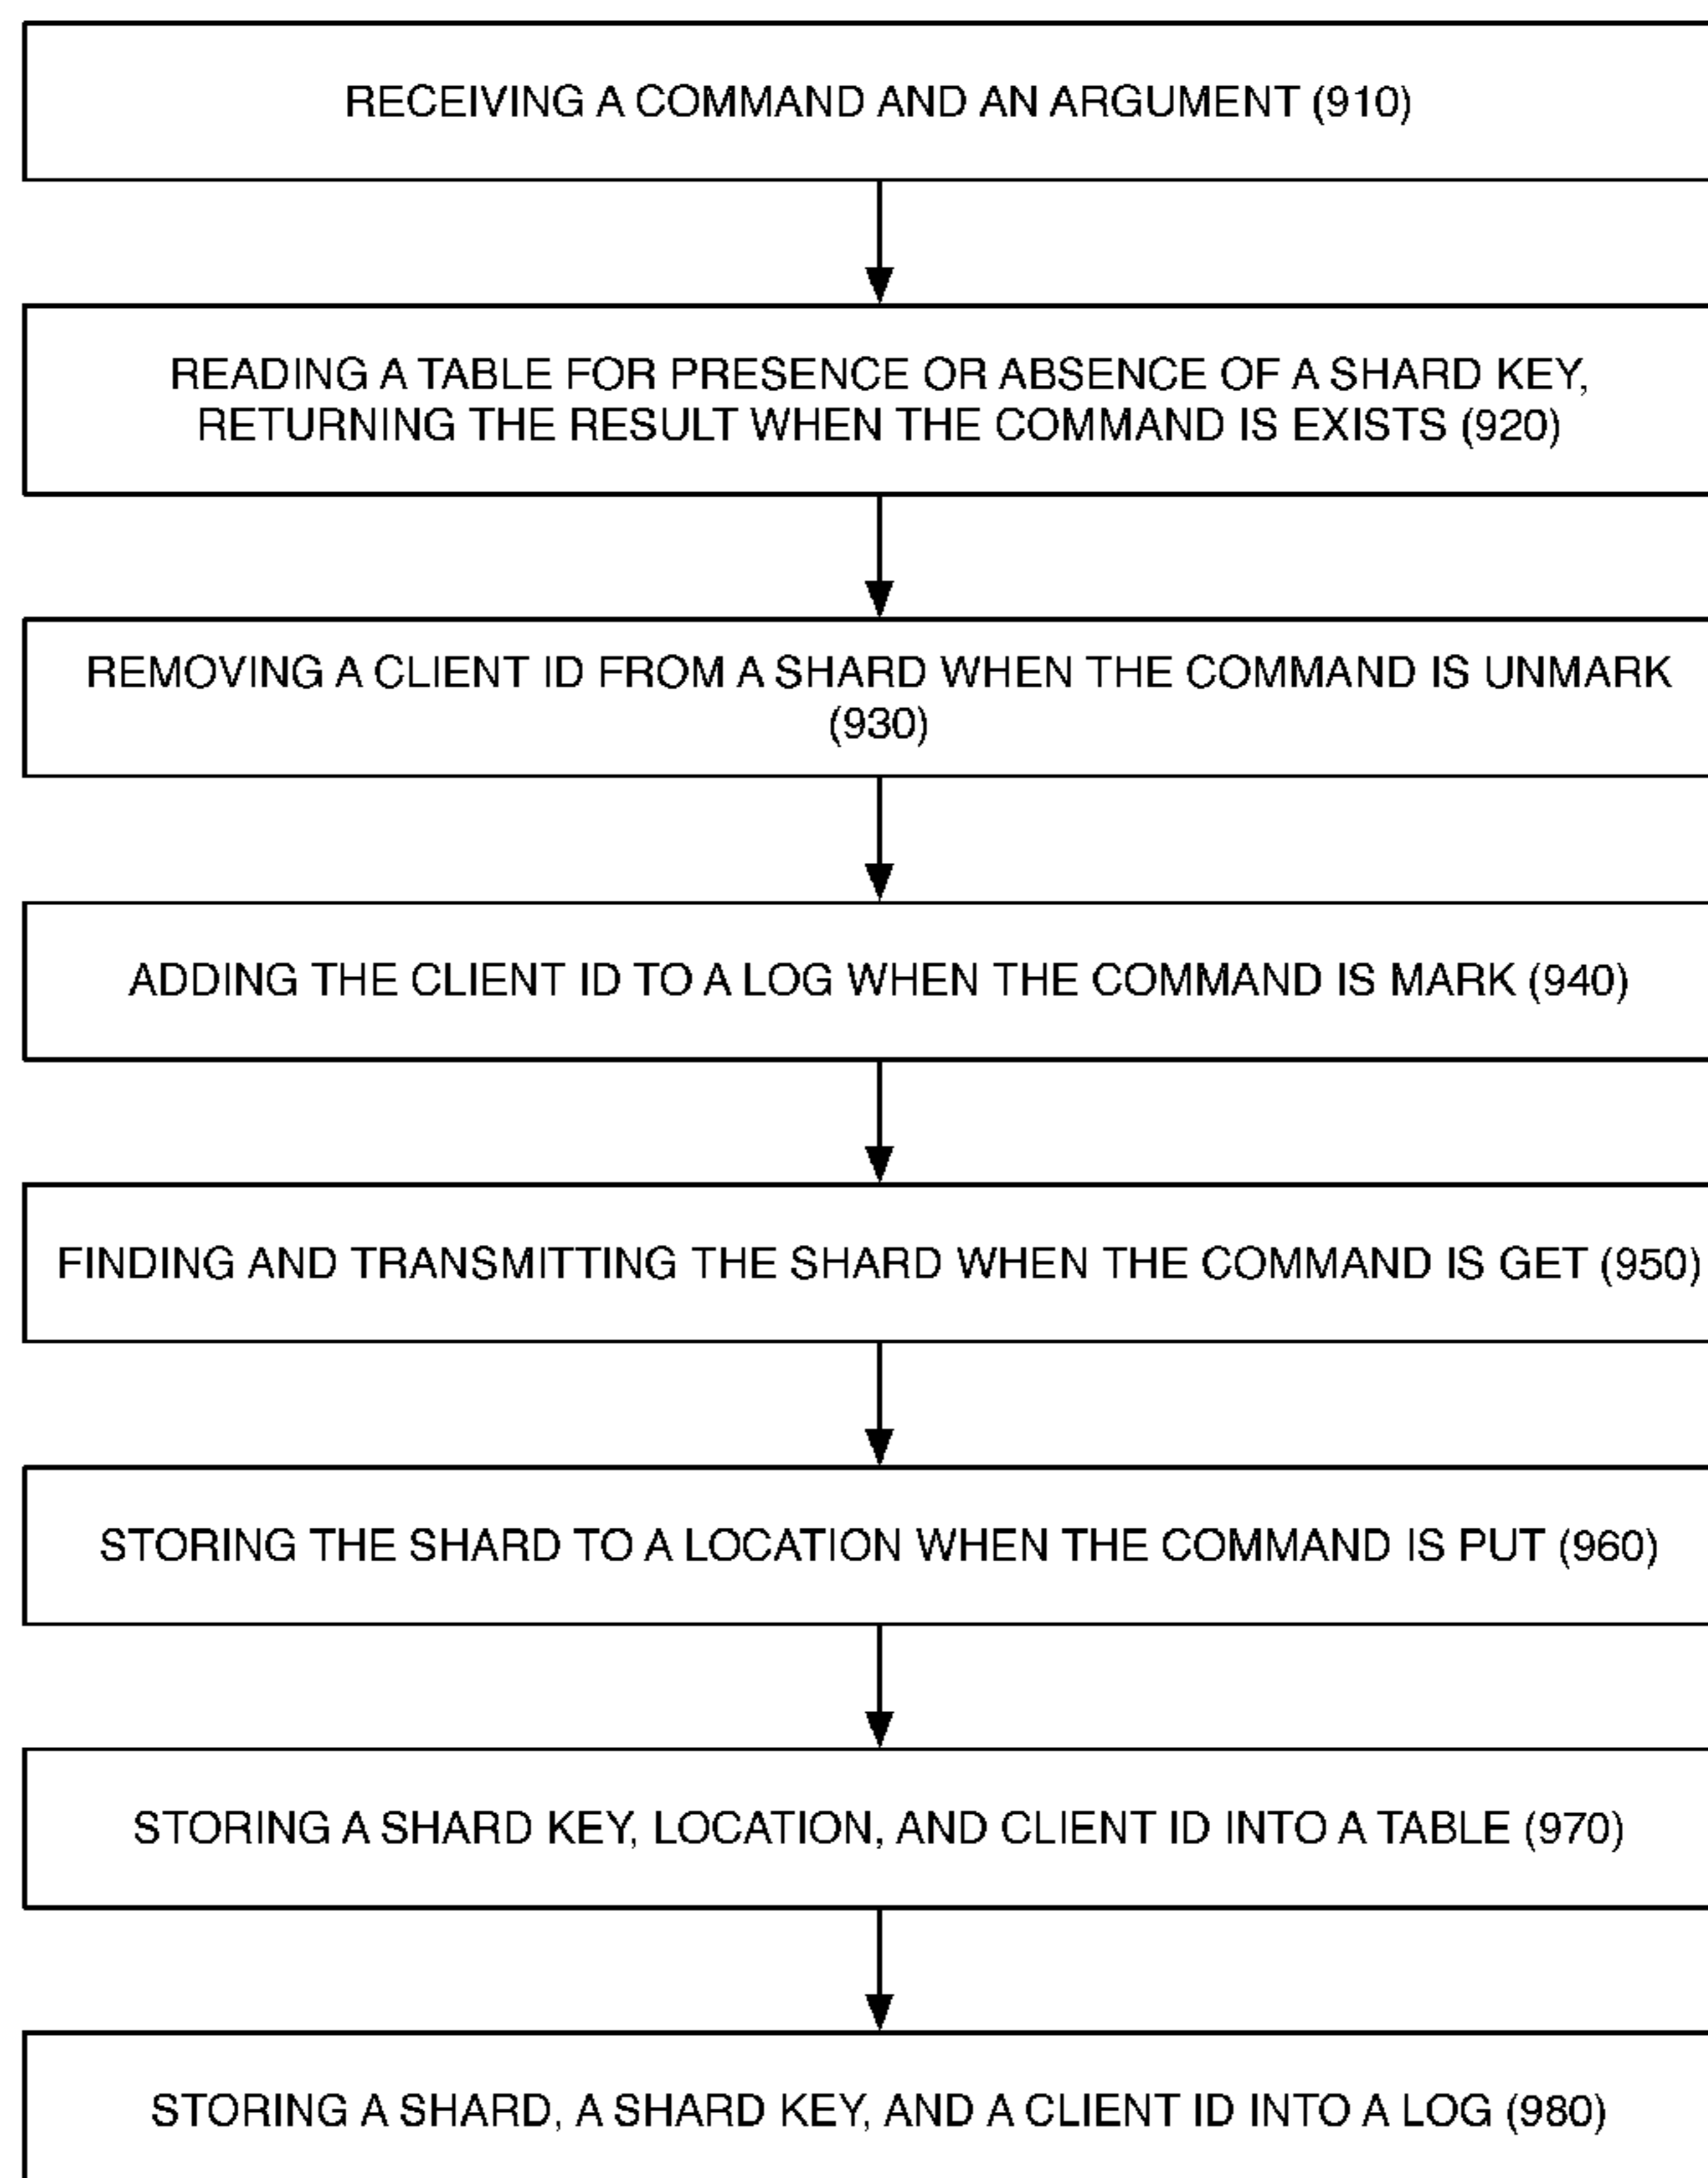 RECEIVING A COMMAND AND AN ARGUMENT (910)
READING A TABLE FOR PRESENCE OR ABSENCE OF A SHARD KEY,
RETURNING THE RESULT WHEN THE COMMAND IS EXISTS (920)
REMOVING A CLIENT ID FROM A SHARD WHEN THE COMMAND IS UNMARK
(930)
ADDING THE CLIENT ID TO A LOG WHEN THE COMMAND IS MARK (940)
FINDING AND TRANSMITTING THE SHARD WHEN THE COMMAND IS GET (950)
STORING THE SHARD TO A LOCATION WHEN THE COMMAND IS PUT (960)
STORING A SHARD KEY, LOCATION, AND CLIENT ID INTO A TABLE (970)
STORING A SHARD, A SHARD KEY, AND A CLIENT ID INTO A LOG (980)